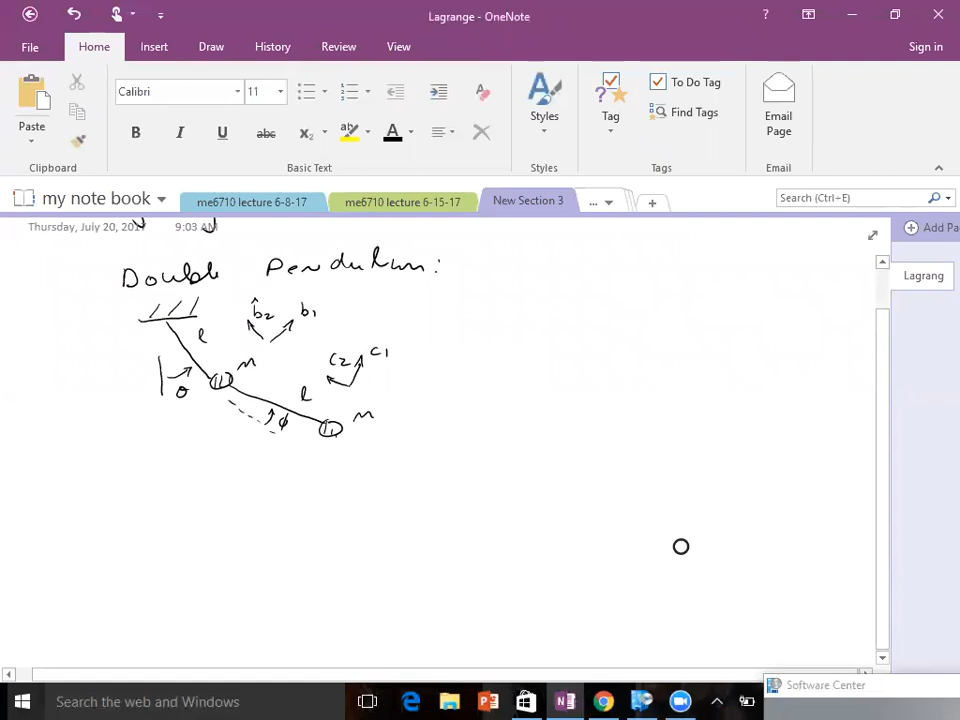 Lagrange - OneNote
?
File
Home
Insert
Draw
History
Review
View
Sign in
Paste
Calibri
11
B I U abc x₂ A
Styles
Tag
To Do Tag
Find Tags
Email Page
Clipboard
Basic Text
Styles
Tags
Email
my note book
me6710 lecture 6-8-17
me6710 lecture 6-15-17
New Section 3
...
Search (Ctrl+E)
Thursday, July 20, 2017
9:03 AM
Add Pa
Lagrang
Double Pendulum:
b̂2 b1
l
m
c2 c1
θ
l
m
φ
Software Center
Search the web and Windows